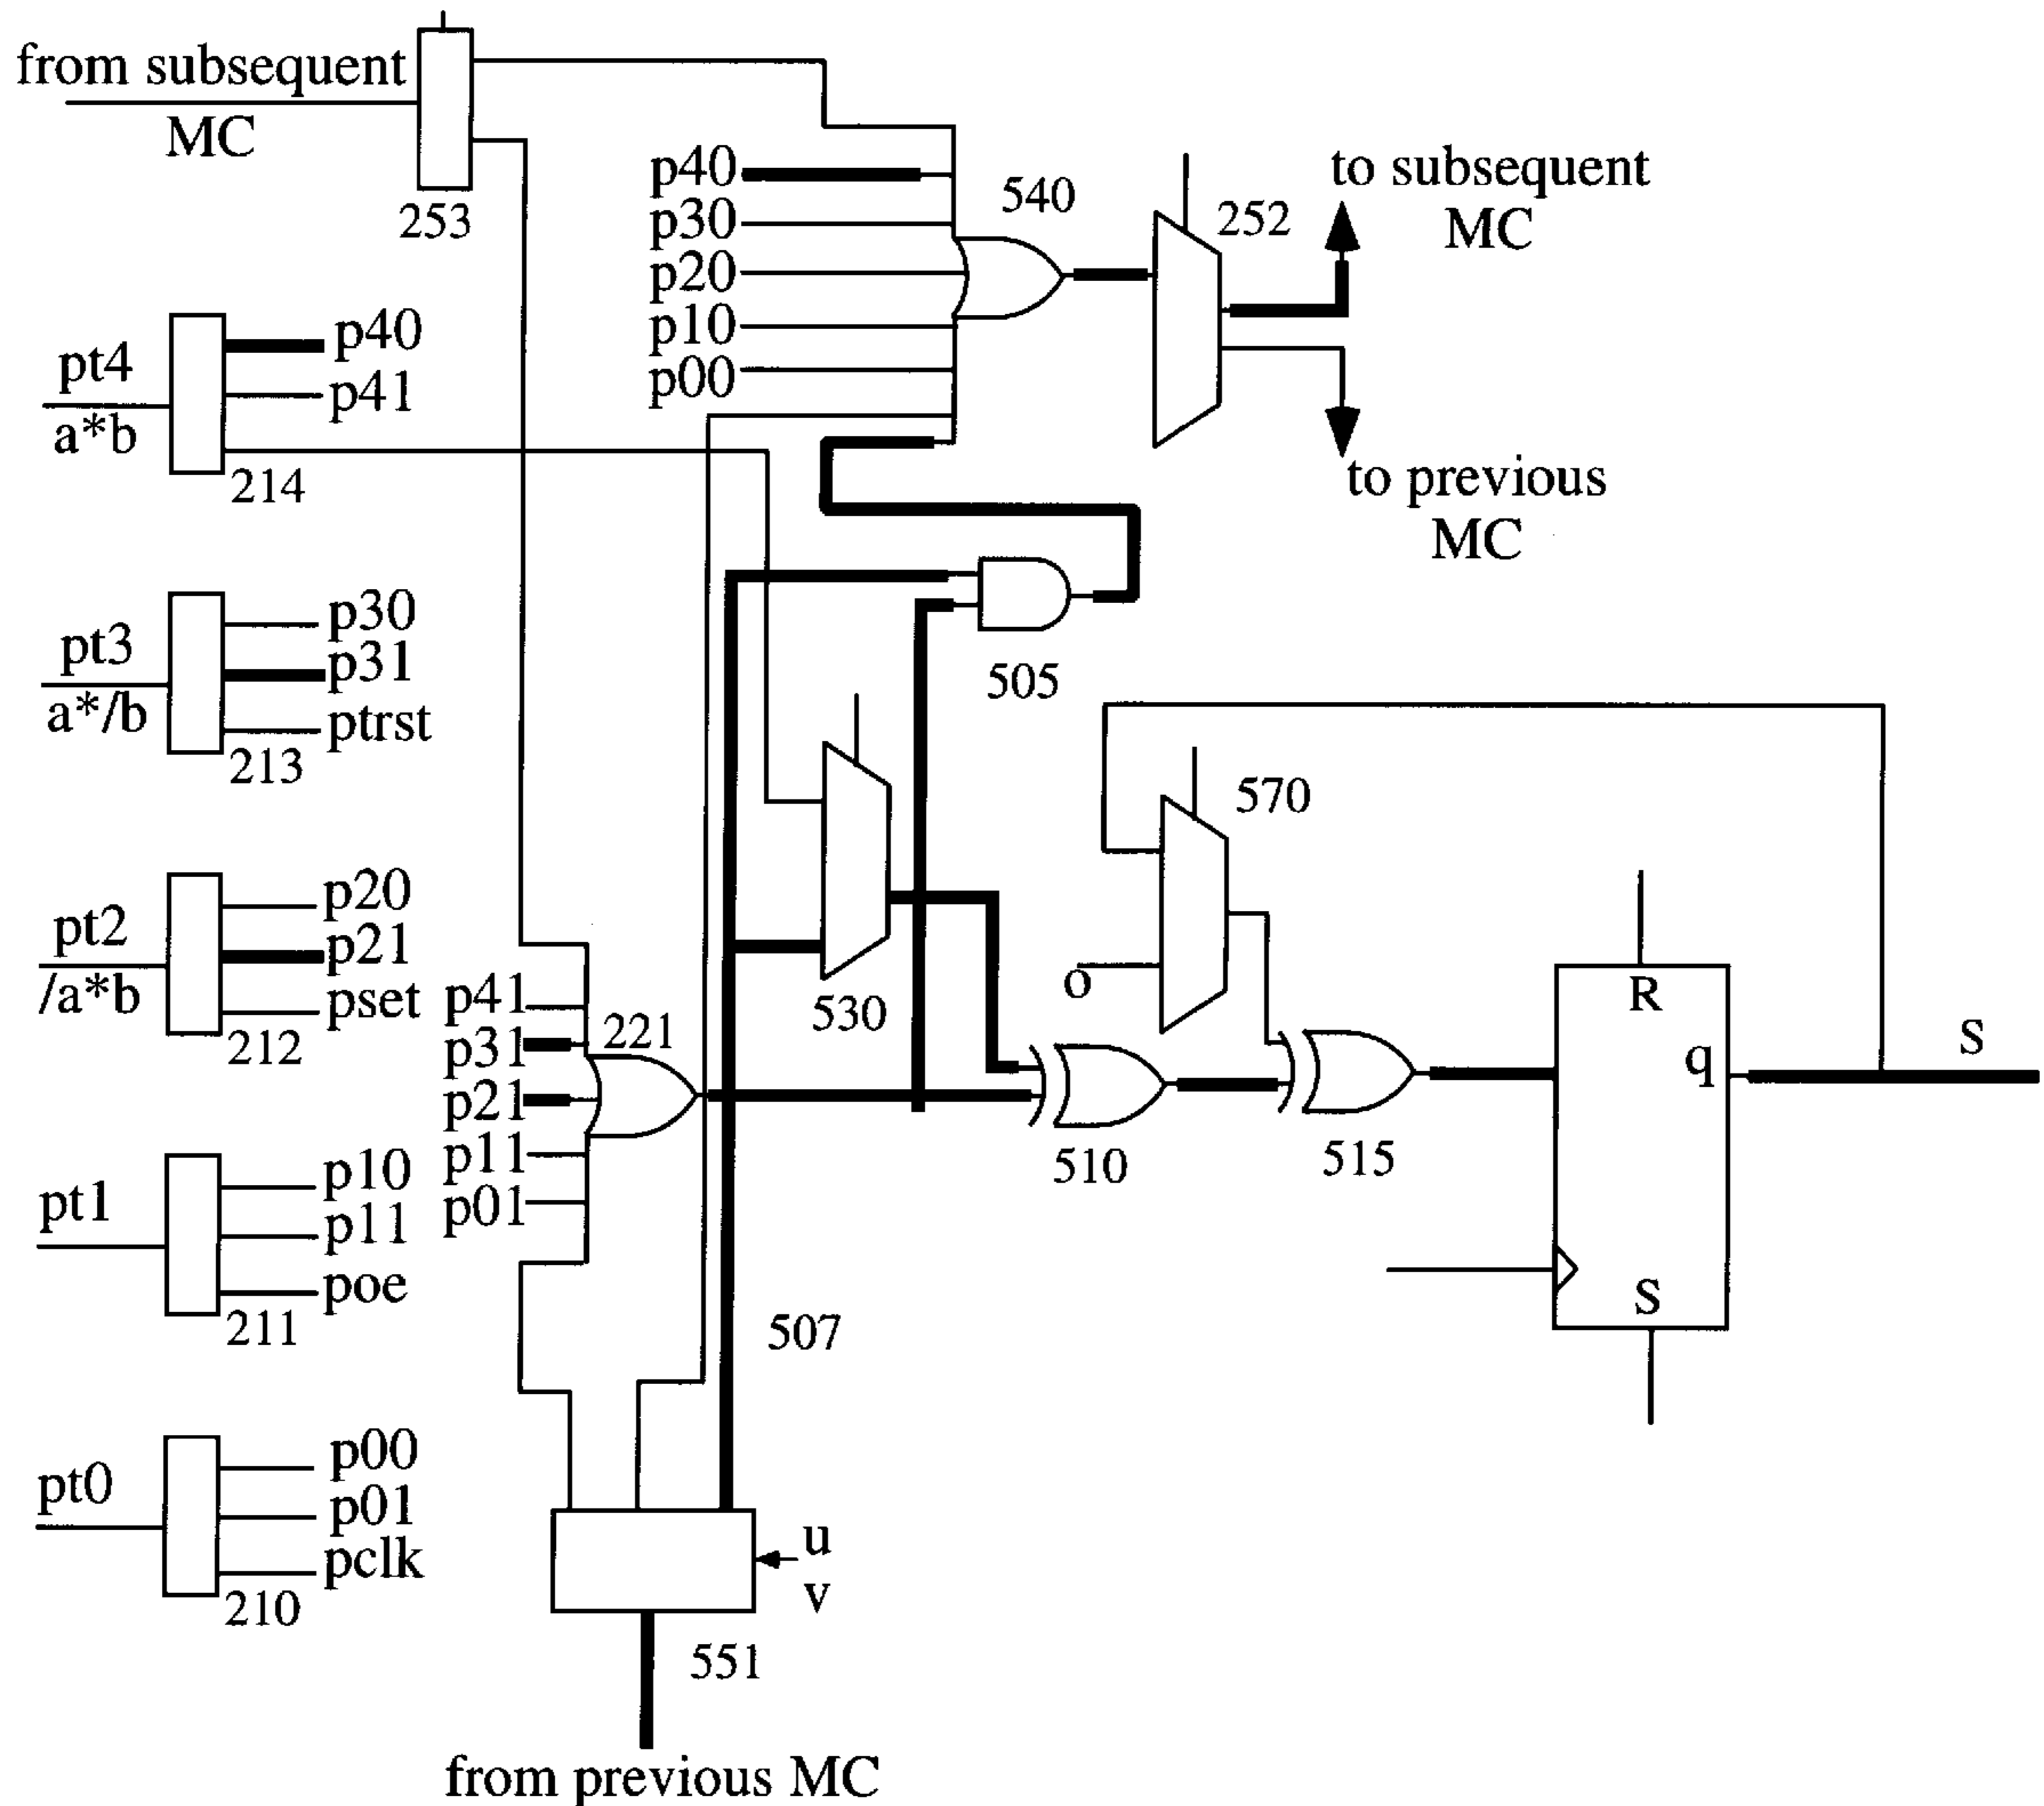 from subsequent
MC
253
p40
p30
p20
p10
p00
540
252
to subsequent
MC
to previous
MC
pt4
a*b
p40
p41
214
505
pt3
a*/b
p30
p31
ptrst
213
530
570
o
pt2
/a*b
p20
p21
pset
212
p41
p31
p21
p11
p01
221
510
515
R
q
S
S
pt1
p10
p11
poe
211
507
pt0
p00
p01
pclk
210
u
v
551
from previous MC